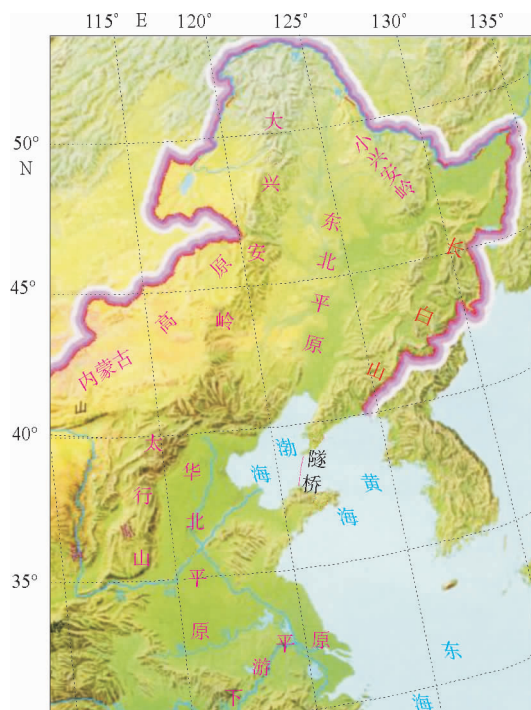 115° E 120° 125° 130° 135°
50°
N
45°
40°
35°
大兴安岭
小兴安岭
东北平原
长白山
内蒙古高原
山
太行山
华北平原
渤海
隧桥
黄海
下游平原
东海